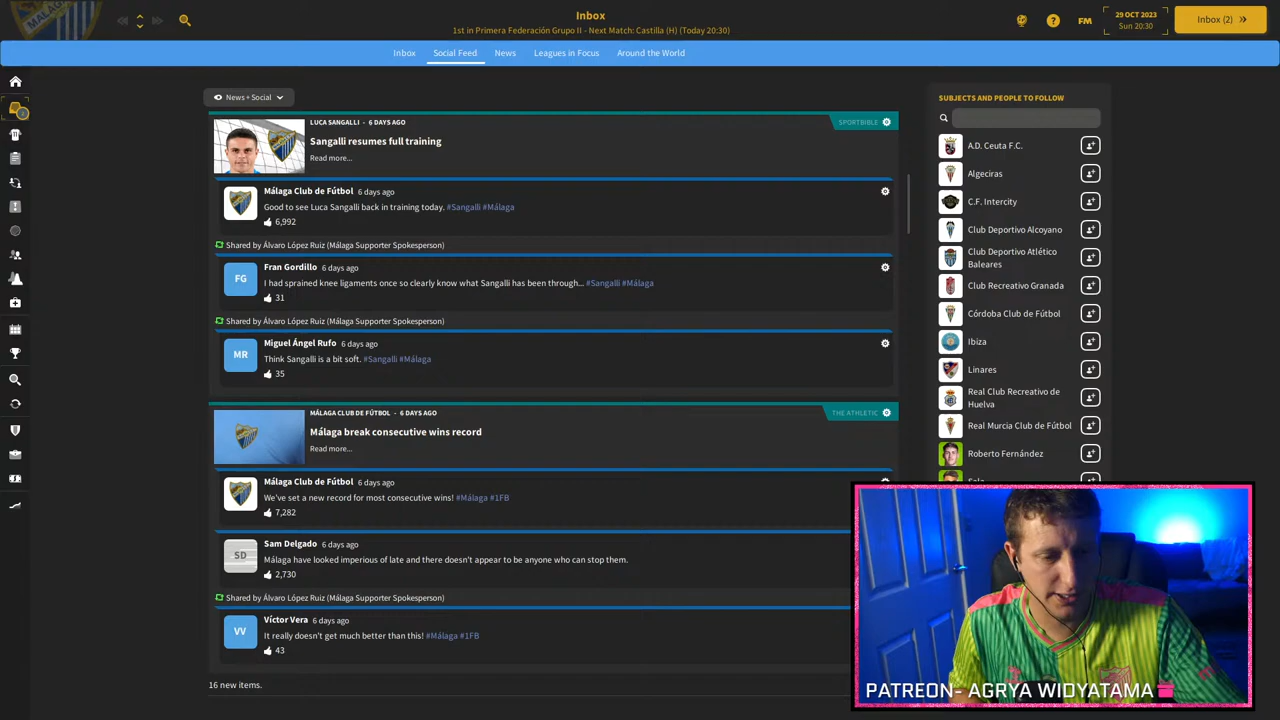 Inbox
1st in Primera Federación Grupo II - Next Match: Castilla (H) (Today 20:30)
FM
29 OCT 2023
Sun 20:30
Inbox (2)
Inbox
Social Feed
News
Leagues in Focus
Around the World
News + Social
LUCA SANGALLI - 6 DAYS AGO
SPORTBIBLE
Sangalli resumes full training
Read more...
Málaga Club de Fútbol 6 days ago
Good to see Luca Sangalli back in training today. #Sangalli #Málaga
6,992
Shared by Álvaro López Ruiz (Málaga Supporter Spokesperson)
FG
Fran Gordillo 6 days ago
I had sprained knee ligaments once so clearly know what Sangalli has been through... #Sangalli #Málaga
31
Shared by Álvaro López Ruiz (Málaga Supporter Spokesperson)
MR
Miguel Ángel Rufo 6 days ago
Think Sangalli is a bit soft. #Sangalli #Málaga
35
MÁLAGA CLUB DE FÚTBOL - 6 DAYS AGO
THE ATHLETIC
Málaga break consecutive wins record
Read more...
Málaga Club de Fútbol 6 days ago
We've set a new record for most consecutive wins! #Málaga #1FB
7,282
SD
Sam Delgado 6 days ago
Málaga have looked imperious of late and there doesn't appear to be anyone who can stop them.
2,730
Shared by Álvaro López Ruiz (Málaga Supporter Spokesperson)
VV
Víctor Vera 6 days ago
It really doesn't get much better than this! #Málaga #1FB
43
16 new items.
SUBJECTS AND PEOPLE TO FOLLOW
A.D. Ceuta F.C.
Algeciras
C.F. Intercity
Club Deportivo Alcoyano
Club Deportivo Atlético
Baleares
Club Recreativo Granada
Córdoba Club de Fútbol
Ibiza
Linares
Real Club Recreativo de
Huelva
Real Murcia Club de Fútbol
Roberto Fernández
PATREON- AGRYA WIDYATAMA